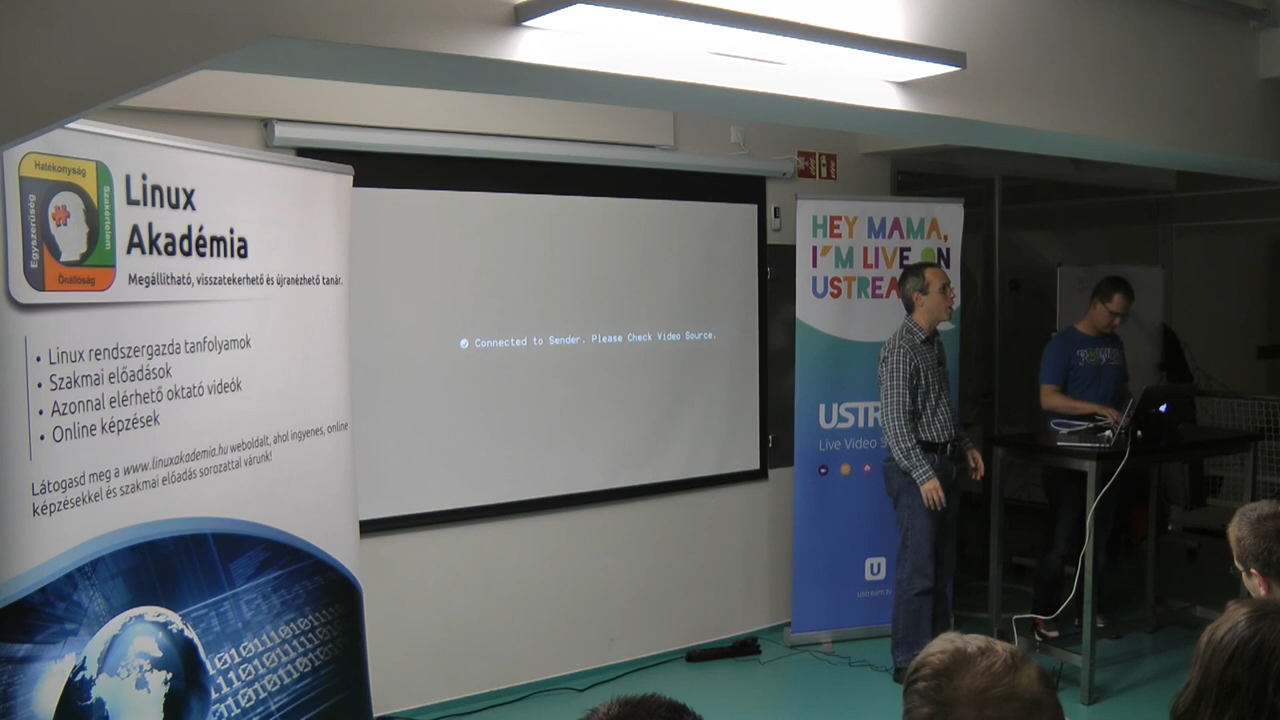 Hatékonyság
Szakértelem
Egyszerűség
Önállóság
Linux
Akadémia
Megállítható, visszatekerhető és újranézhető tanár.
• Linux rendszergazda tanfolyamok
• Szakmai előadások
• Azonnal elérhető oktató videók
• Online képzések
Látogasd meg a www.linuxakademia.hu weboldalt, ahol ingyenes, online
képzésekkel és szakmai előadás sorozattal várunk!
Connected to Sender. Please Check Video Source.
HEY MAMA,
I'M LIVE ON
USTREA
USTR
Live Video S
U